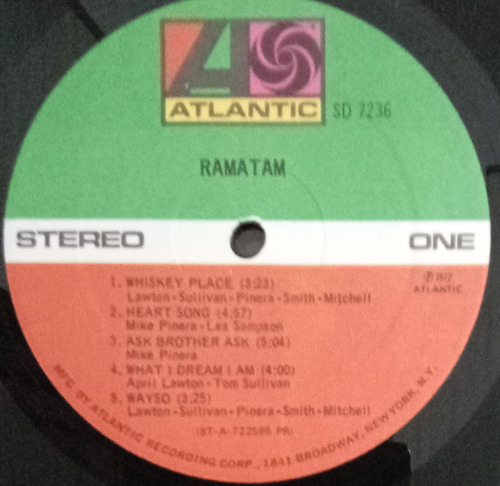 ATLANTIC SD 7236
RAMATAM
STEREO ONE
℗1972
ATLANTIC
1. WHISKEY PLACE (3:23)
Lawton-Sullivan-Pinera-Smith-Mitchell
2. HEART SONG (4:57)
Mike Pinera-Les Sampson
3. ASK BROTHER ASK (5:04)
Mike Pinera
4. WHAT I DREAM I AM (4:00)
April Lawton-Tom Sullivan
5. WAYSO (3:25)
Lawton-Sullivan-Pinera-Smith-Mitchell
(ST-A-722586 PR)
MFG. BY ATLANTIC RECORDING CORP., 1841 BROADWAY, NEW YORK, N.Y.